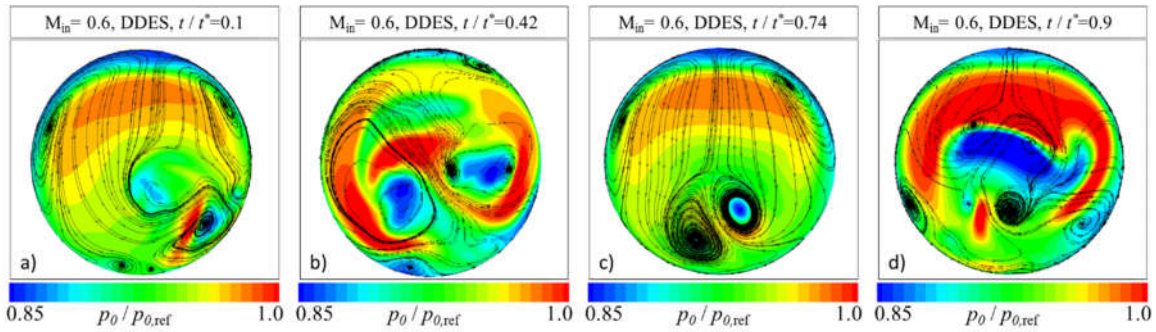 M_in= 0.6, DDES, t / t*=0.1
M_in= 0.6, DDES, t / t*=0.42
M_in= 0.6, DDES, t / t*=0.74
M_in= 0.6, DDES, t / t*=0.9
a)
b)
c)
d)
0.85 p_0 / p_0,ref 1.0
0.85 p_0 / p_0,ref 1.0
0.85 p_0 / p_0,ref 1.0
0.85 p_0 / p_0,ref 1.0